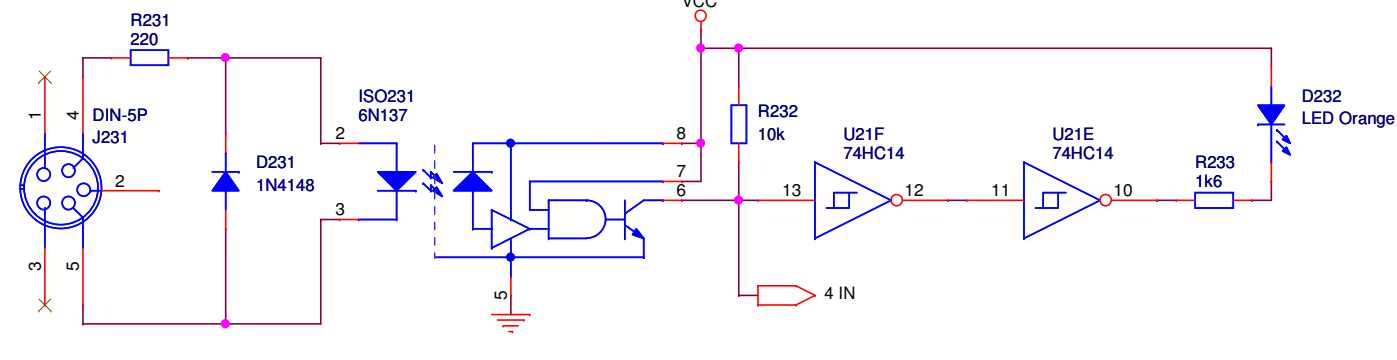 R231
220
VCC
1
4
DIN-5P
J231
2
3
5
D231
1N4148
ISO231
6N137
2
3
8
7
6
5
R232
10k
4 IN
U21F
74HC14
13
12
U21E
74HC14
11
10
R233
1k6
D232
LED Orange